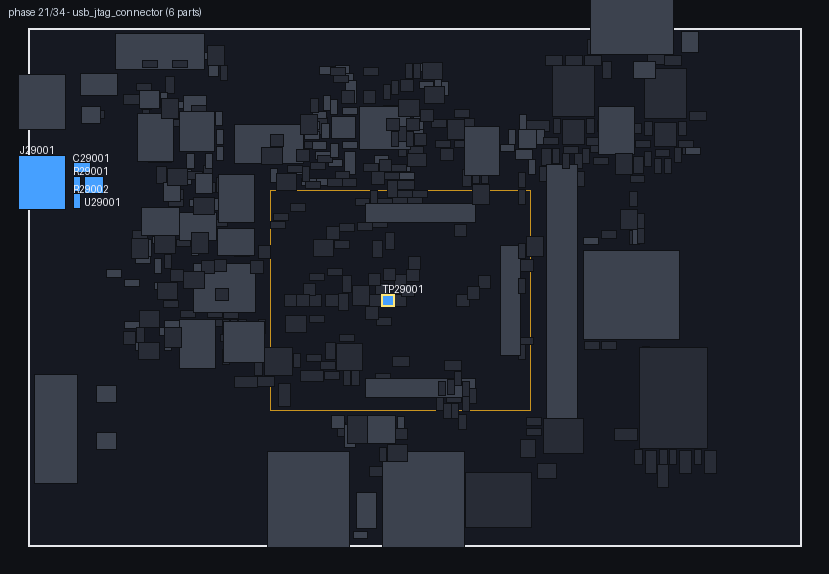 phase 21/34 - usb_jtag_connector (6 parts)
J29001
C29001
R29001
R29002
U29001
TP29001